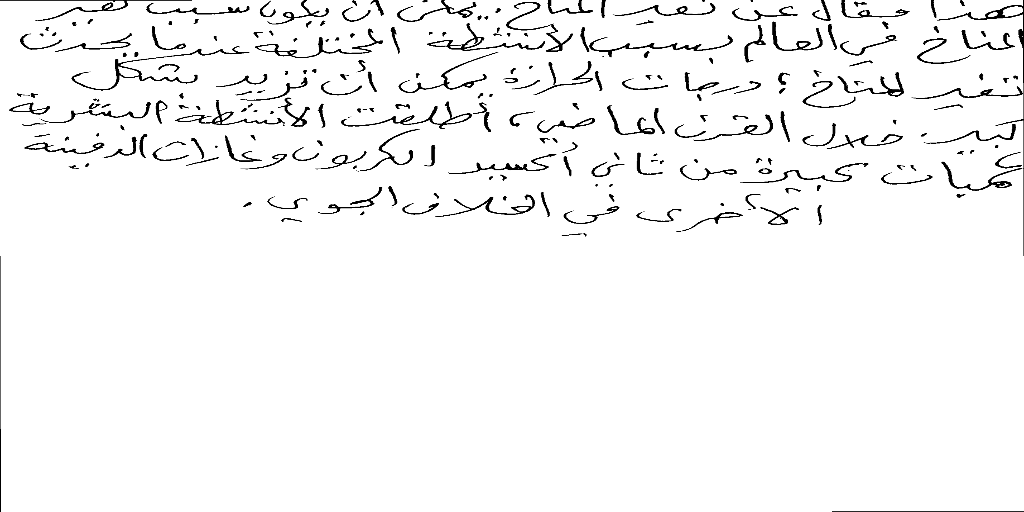 هذا مقال عن تغير المناخ. يمكن أن يكون سبب تغير
المناخ في العالم بسبب الأنشطة المختلفة عندما يحدث
تغير المناخ؛ درجات الحرارة يمكن أن تزيد بشكل
كبير. خلال القرن الماضي، أطلقت الأنشطة البشرية
كميات كبيرة من ثاني أكسيد الكربون وغازات الدفيئة
الأخرى في الغلاف الجوي.